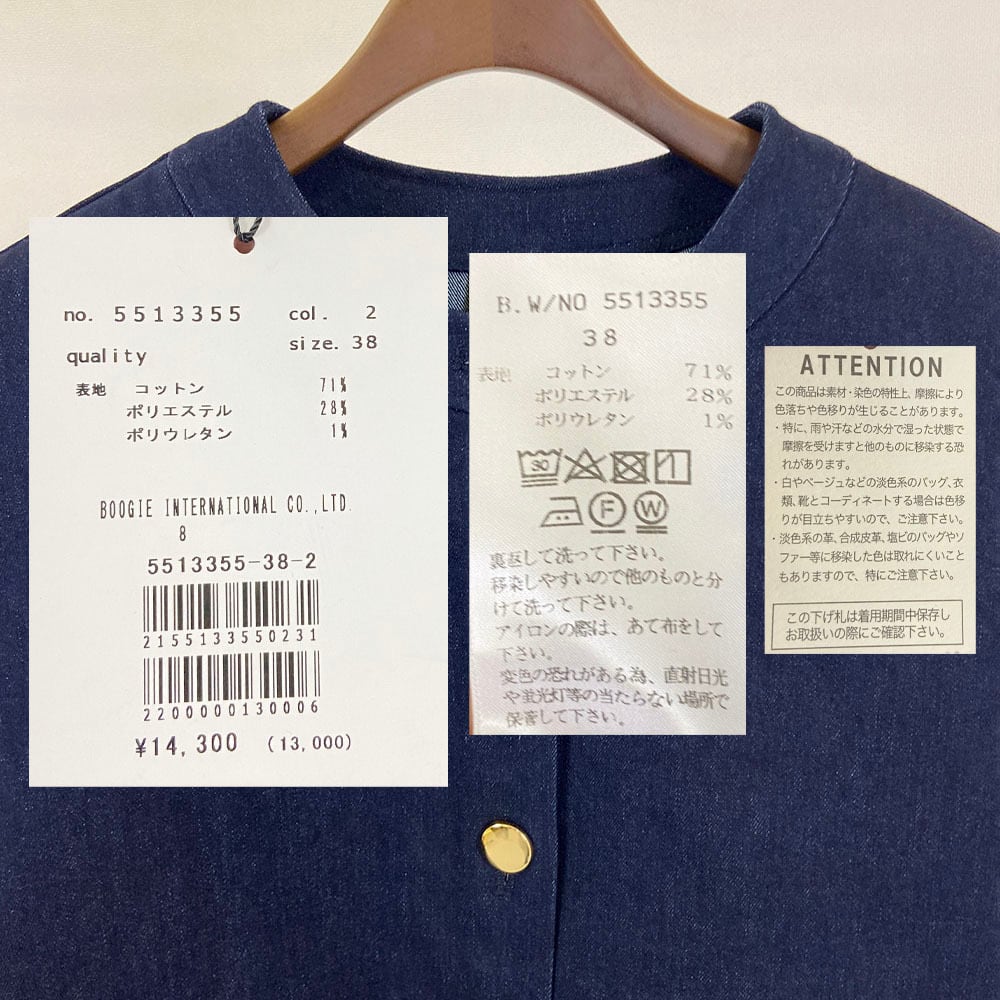 no. 5513355 col. 2
size. 38
quality
表地 コットン 71%
ポリエステル 28%
ポリウレタン 1%
BOOGIE INTERNATIONAL CO.,LTD.
8
5513355-38-2
2155133550231
2200000130006
¥14,300 (13,000)
B.W/NO 5513355
38
表地 コットン 71%
ポリエステル 28%
ポリウレタン 1%
30
F W
裏返して洗って下さい。
移染しやすいので他のものと分
けて洗って下さい。
アイロンの際は、あて布をして
下さい。
変色の恐れがある為、直射日光
や蛍光灯等の当たらない場所で
保管して下さい。
ATTENTION
この商品は素材・染色の特性上、摩擦により
色落ちや色移りが生じることがあります。
・特に、雨や汗などの水分で湿った状態で
摩擦を受けますと他のものに移染する恐
れがあります。
・白やベージュなどの淡色系のバッグ、衣
類、靴とコーディネートする場合は色移
りが目立ちやすいので、ご注意下さい。
・淡色系の革、合成皮革、塩ビのバッグやソ
ファー等に移染した色は取れにくいこと
もありますので、特にご注意下さい。
この下げ札は着用期間中保存し
お取扱いの際にご確認下さい。